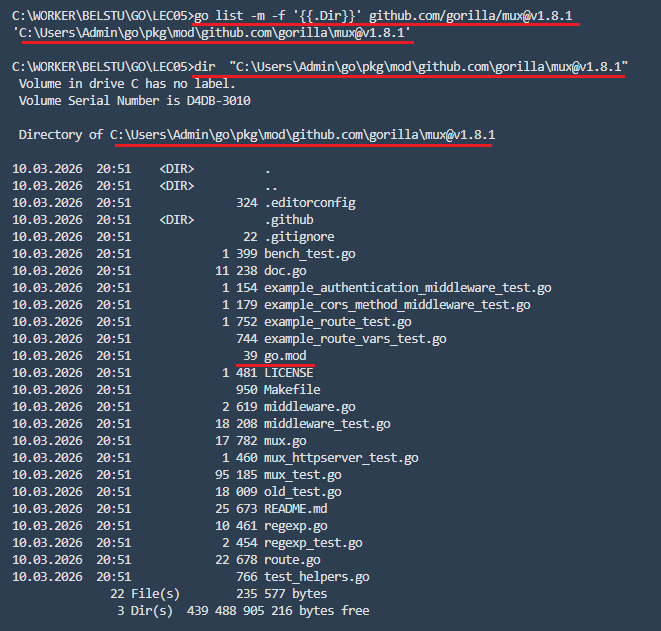 C:\WORKER\BELSTU\GO\LEC05>go list -m -f '{{.Dir}}' github.com/gorilla/mux@v1.8.1
'C:\Users\Admin\go\pkg\mod\github.com\gorilla\mux@v1.8.1'
C:\WORKER\BELSTU\GO\LEC05>dir  "C:\Users\Admin\go\pkg\mod\github.com\gorilla\mux@v1.8.1"
 Volume in drive C has no label.
 Volume Serial Number is D4DB-3010
 Directory of C:\Users\Admin\go\pkg\mod\github.com\gorilla\mux@v1.8.1
10.03.2026  20:51    <DIR>          .
10.03.2026  20:51    <DIR>          ..
10.03.2026  20:51               324 .editorconfig
10.03.2026  20:51    <DIR>          .github
10.03.2026  20:51                22 .gitignore
10.03.2026  20:51             1 399 bench_test.go
10.03.2026  20:51            11 238 doc.go
10.03.2026  20:51             1 154 example_authentication_middleware_test.go
10.03.2026  20:51             1 179 example_cors_method_middleware_test.go
10.03.2026  20:51             1 752 example_route_test.go
10.03.2026  20:51               744 example_route_vars_test.go
10.03.2026  20:51                39 go.mod
10.03.2026  20:51             1 481 LICENSE
10.03.2026  20:51               950 Makefile
10.03.2026  20:51             2 619 middleware.go
10.03.2026  20:51            18 208 middleware_test.go
10.03.2026  20:51            17 782 mux.go
10.03.2026  20:51             1 460 mux_httpserver_test.go
10.03.2026  20:51            95 185 mux_test.go
10.03.2026  20:51            18 009 old_test.go
10.03.2026  20:51            25 673 README.md
10.03.2026  20:51            10 461 regexp.go
10.03.2026  20:51             2 454 regexp_test.go
10.03.2026  20:51            22 678 route.go
10.03.2026  20:51               766 test_helpers.go
              22 File(s)        235 577 bytes
               3 Dir(s)  439 488 905 216 bytes free